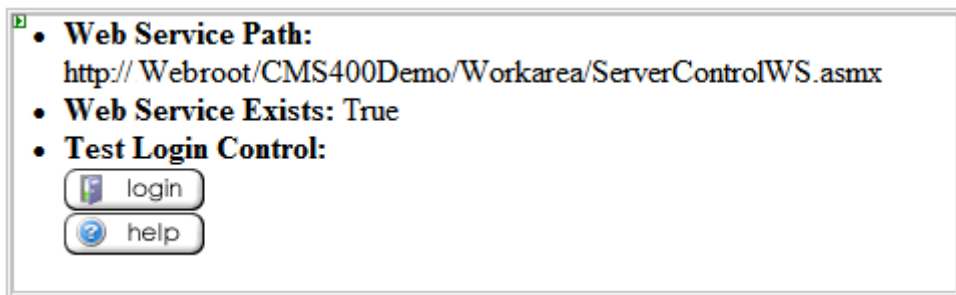 Web Service Path:
http:// Webroot/CMS400Demo/Workarea/ServerControlWS.asmx
Web Service Exists: True
Test Login Control:
login
help